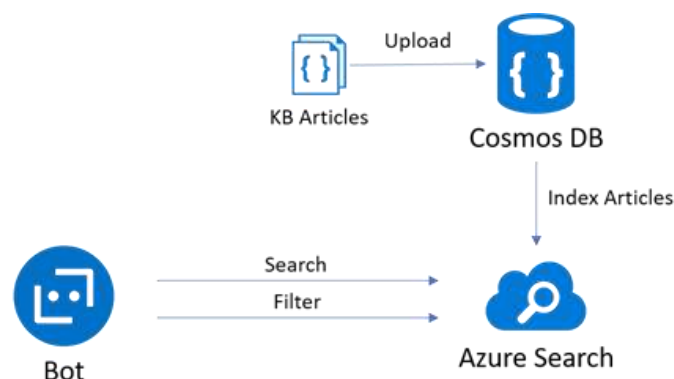 Upload
KB Articles
Cosmos DB
Index Articles
Search
Filter
Bot
Azure Search